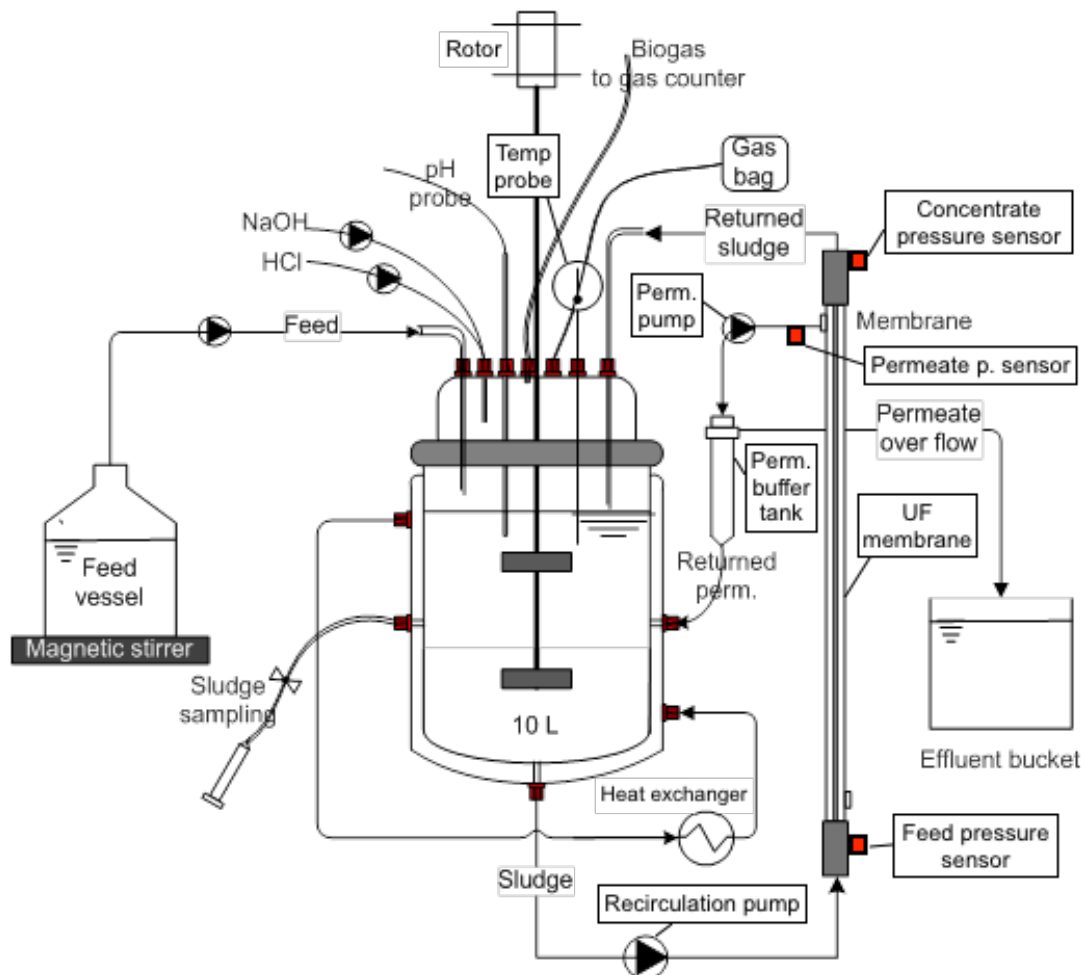 Rotor
Biogas
to gas counter
Temp
probe
Gas
bag
pH
probe
NaOH
HCl
Returned
sludge
Concentrate
pressure sensor
Perm.
pump
Membrane
Feed
Permeate p. sensor
Permeate
over flow
Perm.
buffer
tank
UF
membrane
Feed
vessel
Returned
perm.
Magnetic stirrer
Sludge
sampling
10 L
Effluent bucket
Heat exchanger
Feed pressure
sensor
Sludge
Recirculation pump